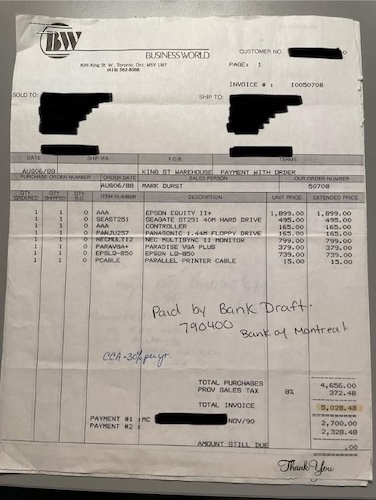 BW
BUSINESS WORLD
626 King St W., Toronto, Ont. M5V 1M7
CUSTOMER NO.
PAGE: 1
INVOICE #: I0050708
SOLD TO:
SHIP TO:
DATE SHIP VIA F.O.B TERMS
AUG06/88 KING ST WAREHOUSE PAYMENT WITH ORDER
PURCHASE ORDER NUMBER ORDER DATE SALES PERSON OUR ORDER NUMBER
AUG06/88 MARK DURST 50708
QTY ORDERED QTY SHIPPED QTY B.O ITEM NUMBER DESCRIPTION UNIT PRICE EXTENDED PRICE
1 1 0 AAA EPSON EQUITY II+ 1,899.00 1,899.00
1 1 0 SEAST251 SEAGATE ST251 40M HARD DRIVE 495.00 495.00
1 1 0 AAA CONTROLLER 165.00 165.00
1 1 0 PANJU257 PANASONIC 1.44M FLOPPY DRIVE 165.00 165.00
1 1 0 NECMULT12 NEC MULTISYNC II MONITOR 799.00 799.00
1 1 0 PARAVGA+ PARADISE VGA PLUS 379.00 379.00
1 1 0 EPSLQ-850 EPSON LQ-850 739.00 739.00
1 1 0 PCABLE PARALLEL PRINTER CABLE 15.00 15.00
Paid by Bank Draft.
790400 Bank of Montreal
CCA-30% per yr.
TOTAL PURCHASES 4,656.00
PROV SALES TAX 8% 372.48
TOTAL INVOICE 5,028.48
PAYMENT #1 :MC NOV/90 2,700.00
PAYMENT #2 : 2,328.48
AMOUNT STILL DUE .00
Thank You